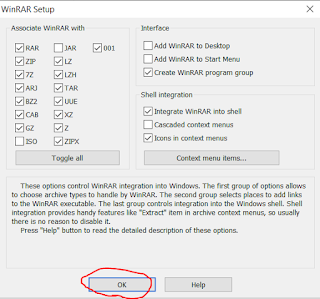 WinRAR Setup
Associate WinRAR with
RAR
JAR
001
ZIP
LZ
7Z
LZH
ARJ
TAR
BZ2
UUE
CAB
XZ
GZ
Z
ISO
ZIPX
Toggle all
Interface
Add WinRAR to Desktop
Add WinRAR to Start Menu
Create WinRAR program group
Shell integration
Integrate WinRAR into shell
Cascaded context menus
Icons in context menus
Context menu items...
These options control WinRAR integration into Windows. The first group of options allows
to choose archive types to handle by WinRAR. The second group selects places to add links
to the WinRAR executable. The last group controls integration into the Windows shell. Shell
integration provides handy features like "Extract" item in archive context menus, so usually
there is no reason to disable it.
Press "Help" button to read the detailed description of these options.
OK
Help